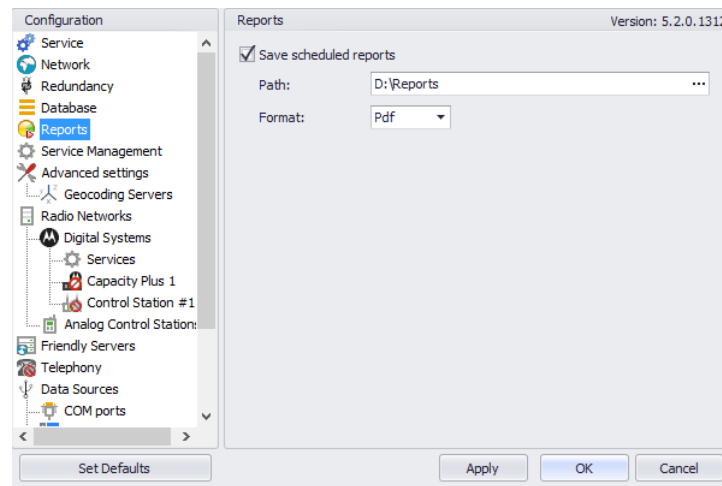 Configuration
Service
Network
Redundancy
Database
Reports
Service Management
Advanced settings
Geocoding Servers
Radio Networks
Digital Systems
Services
Capacity Plus 1
Control Station #1
Analog Control Stations
Friendly Servers
Telephony
Data Sources
COM ports
Set Defaults
Reports Version: 5.2.0.1312
Save scheduled reports
Path: D:\Reports ...
Format: Pdf
Apply OK Cancel